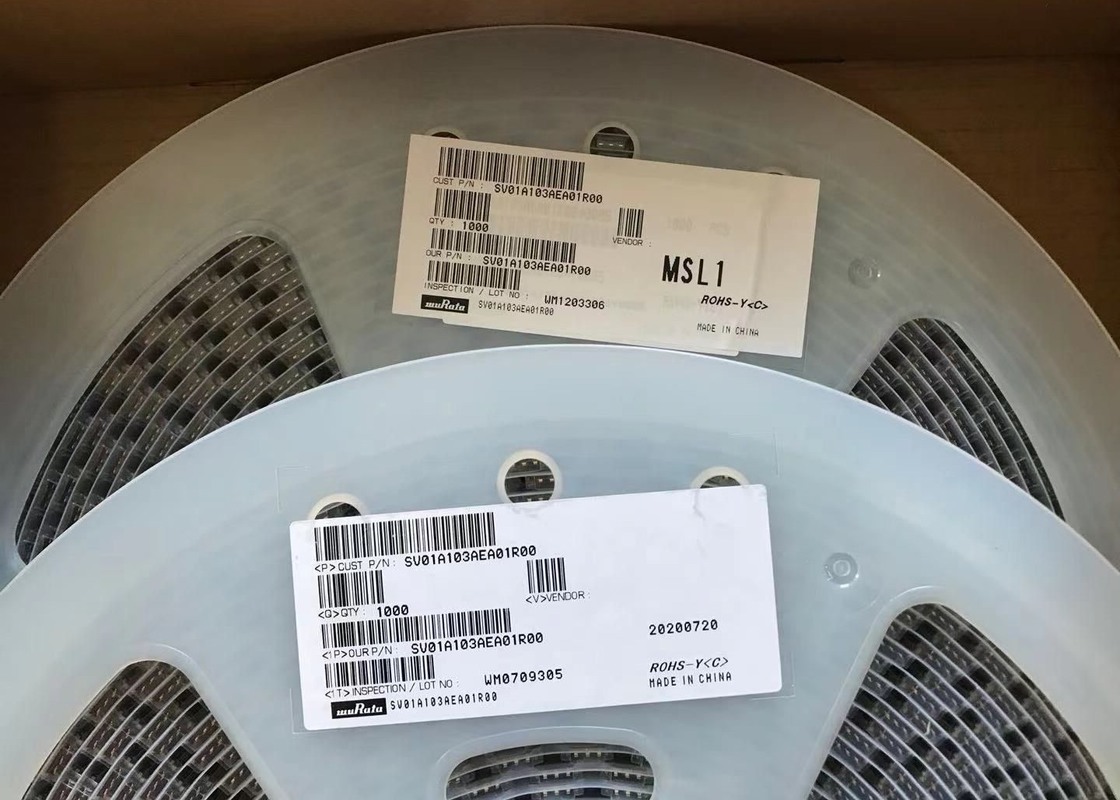 CUST P/N : SV01A103AEA01R00
QTY : 1000
VENDOR :
OUR P/N : SV01A103AEA01R00
MSL1
INSPECTION / LOT NO : WM1203306
ROHS-Y<C>
muRata SV01A103AEA01R00
MADE IN CHINA
<P>CUST P/N : SV01A103AEA01R00
<Q>QTY : 1000
<V>VENDOR :
<1P>OUR P/N : SV01A103AEA01R00
20200720
<1T>INSPECTION / LOT NO : WM0709305
ROHS-Y<C>
MADE IN CHINA
muRata SV01A103AEA01R00